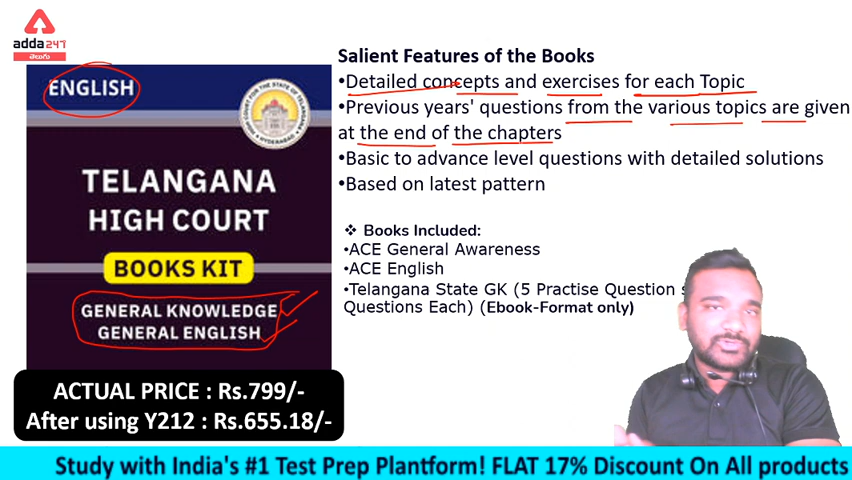 adda247
తెలుగు
Salient Features of the Books
•Detailed concepts and exercises for each Topic
•Previous years' questions from the various topics are given
at the end of the chapters
•Basic to advance level questions with detailed solutions
•Based on latest pattern
❖ Books Included:
•ACE General Awareness
•ACE English
•Telangana State GK (5 Practise Question
Questions Each) (Ebook-Format only)
ENGLISH
TELANGANA
HIGH COURT
BOOKS KIT
GENERAL KNOWLEDGE
GENERAL ENGLISH
ACTUAL PRICE : Rs.799/-
After using Y212 : Rs.655.18/-
Study with India's #1 Test Prep Plantform! FLAT 17% Discount On All products